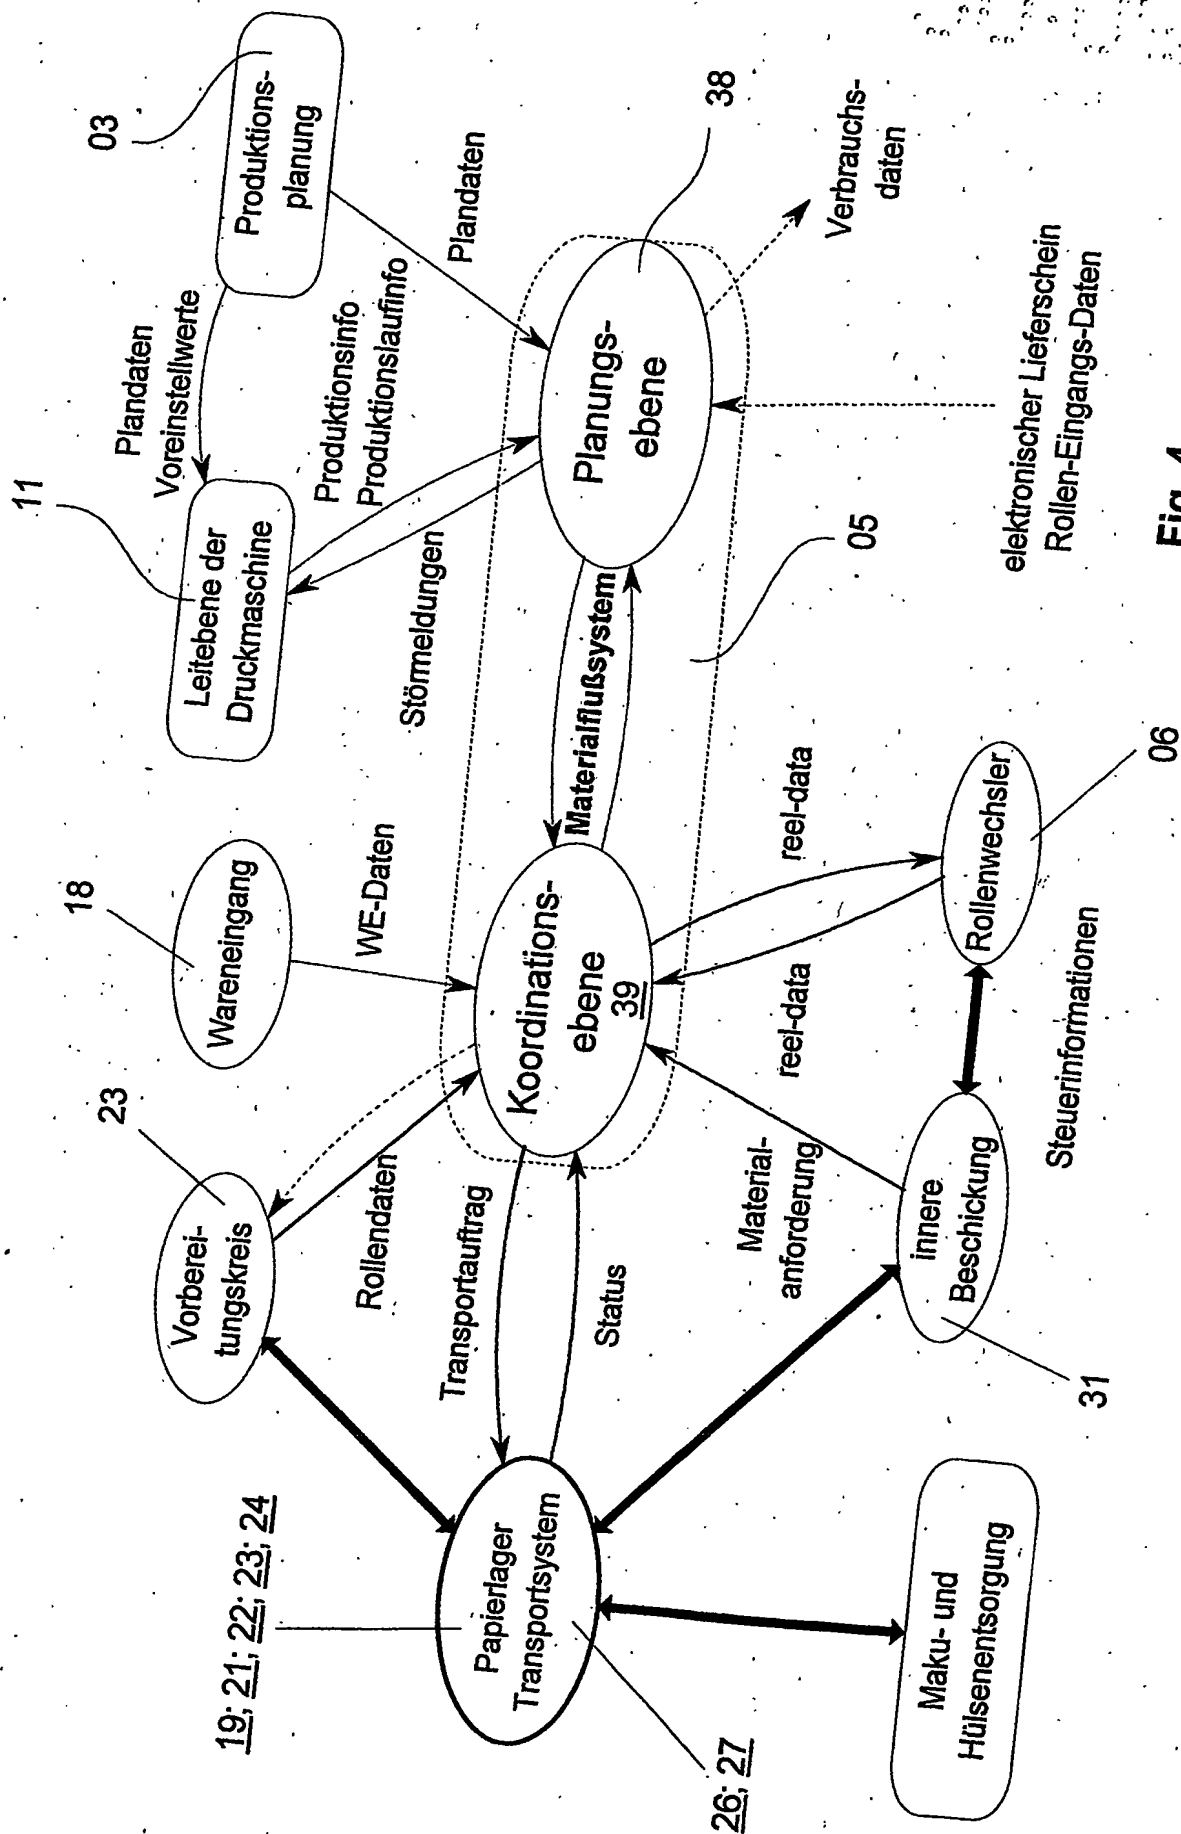 19; 21; 22; 23; 24
Papierlager
Transportsystem
26; 27
Maku- und
Hülsenentsorgung
23
Vorberei-
tungskreis
Rollendaten
Transportauftrag
Status
Material-
anforderung
innere
Beschickung
31
18
Wareneingang
WE-Daten
Koordinations-
ebene
39
reel-data
reel-data
Steuerinformationen
Rollenwechsler
06
11
Leitebene der
Druckmaschine
Störmeldungen
Materialflußsystem
05
Plandaten
Voreinstellwerte
Produktionsinfo
Produktionslaufinfo
Planungs-
ebene
38
03
Produktions-
planung
Plandaten
Verbrauchs-
daten
elektronischer Lieferschein
Rollen-Eingangs-Daten
Fig. 4